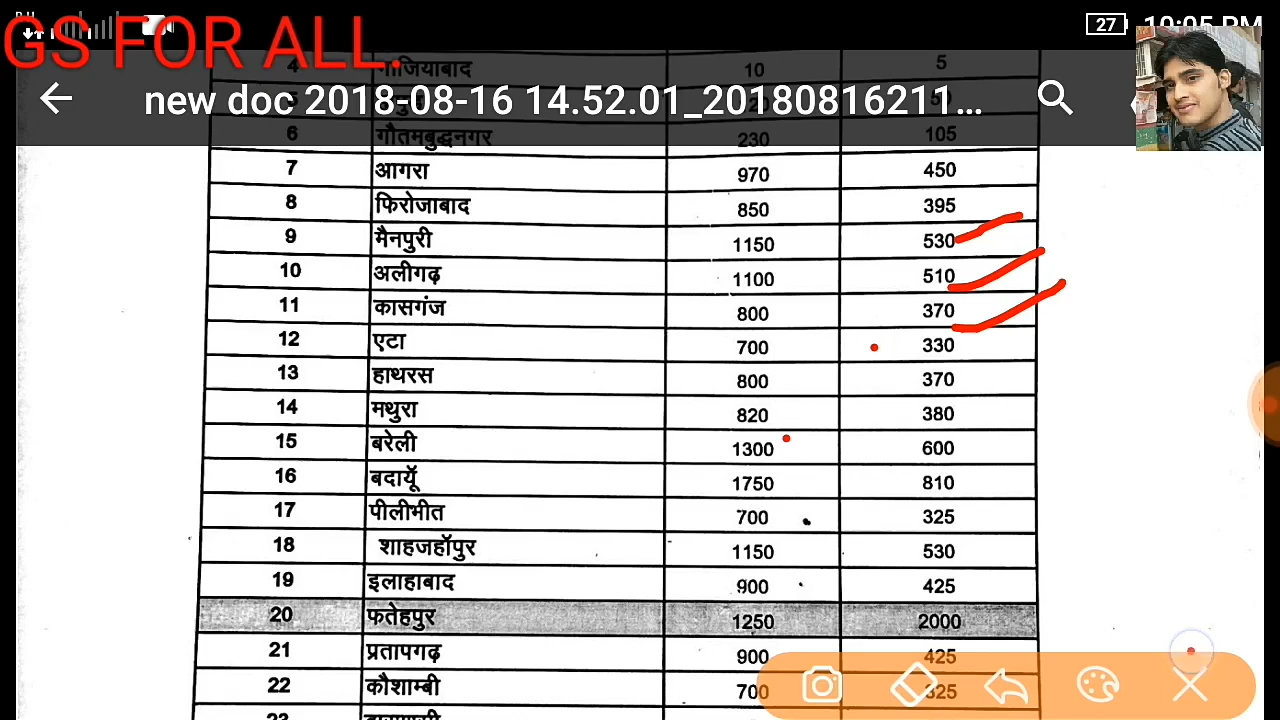 GS FOR ALL.
27 10:05 PM
new doc 2018-08-16 14.52.01_20180816211...
4 गाजियाबाद 10 5
6 गौतमबुद्धनगर 230 105
7 आगरा 970 450
8 फिरोजाबाद 850 395
9 मैनपुरी 1150 530
10 अलीगढ़ 1100 510
11 कासगंज 800 370
12 एटा 700 330
13 हाथरस 800 370
14 मथुरा 820 380
15 बरेली 1300 600
16 बदायूॅ 1750 810
17 पीलीभीत 700 325
18 शाहजहॉपुर 1150 530
19 इलाहाबाद 900 425
20 फतेहपुर 1250 2000
21 प्रतापगढ़ 900 425
22 कौशाम्बी 700 325